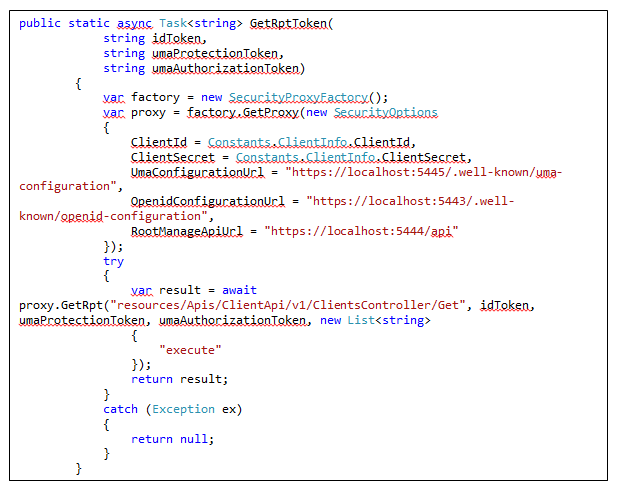 public static async Task<string> GetRptToken(
string idToken,
string umaProtectionToken,
string umaAuthorizationToken)
{
var factory = new SecurityProxyFactory();
var proxy = factory.GetProxy(new SecurityOptions
{
ClientId = Constants.ClientInfo.ClientId,
ClientSecret = Constants.ClientInfo.ClientSecret,
UmaConfigurationUrl = "https://localhost:5445/.well-known/uma-
configuration",
OpenidConfigurationUrl = "https://localhost:5443/.well-
known/openid-configuration",
RootManageApiUrl = "https://localhost:5444/api"
});
try
{
var result = await
proxy.GetRpt("resources/Apis/ClientApi/v1/ClientsController/Get", idToken,
umaProtectionToken, umaAuthorizationToken, new List<string>
{
"execute"
});
return result;
}
catch (Exception ex)
{
return null;
}
}